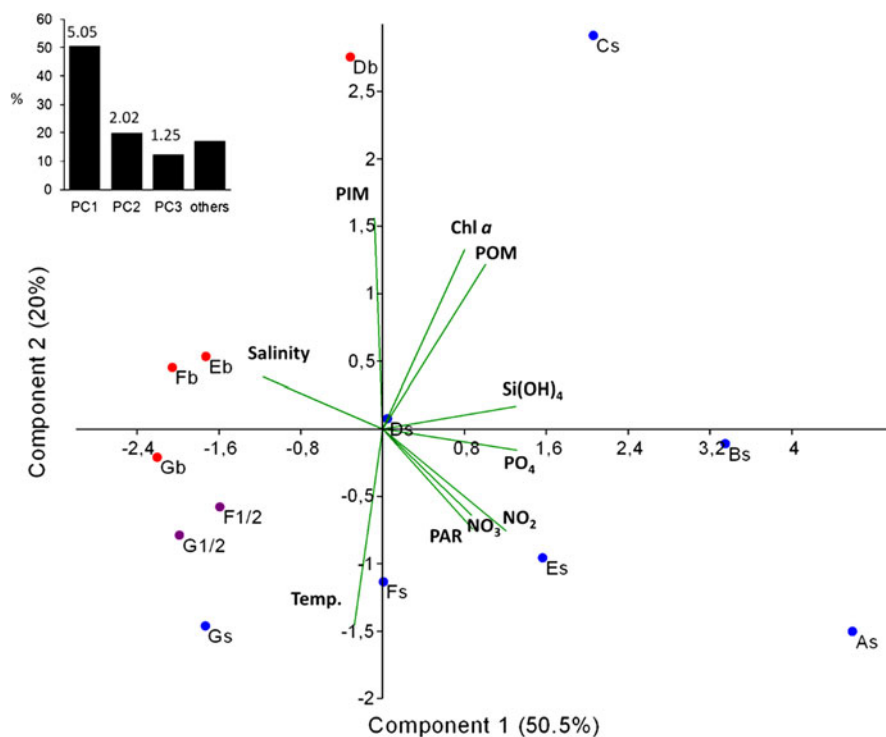 60
5.05
50
40
%
30
2.02
20
1.25
10
0
PC1 PC2 PC3 others
Db
Cs
2,5
2
PIM
1,5
Chl a
POM
1
Component 2 (20%)
0,5
Salinity
Eb
Fb
Si(OH)4
Ds
-2,4 -1,6 -0,8 0,8 1,6 2,4 3,2 4
Bs
PO4
Gb
-0,5
F1/2
NO2
NO3
PAR
G1/2
-1
Es
Fs
Temp.
Gs
-1,5
As
-2
Component 1 (50.5%)